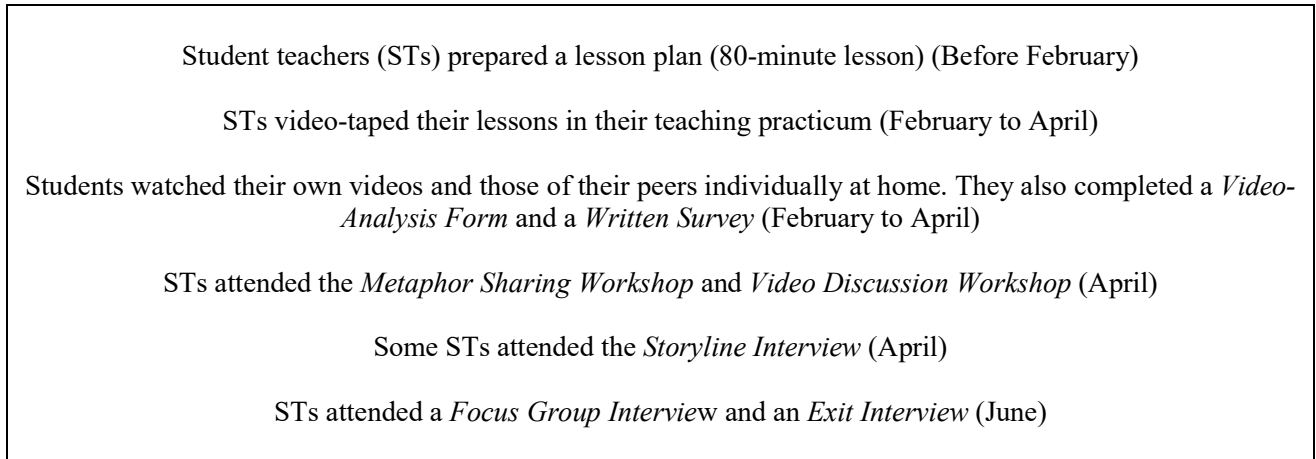 Student teachers (STs) prepared a lesson plan (80-minute lesson) (Before February)
STs video-taped their lessons in their teaching practicum (February to April)
Students watched their own videos and those of their peers individually at home. They also completed a Video-
Analysis Form and a Written Survey (February to April)
STs attended the Metaphor Sharing Workshop and Video Discussion Workshop (April)
Some STs attended the Storyline Interview (April)
STs attended a Focus Group Interview and an Exit Interview (June)